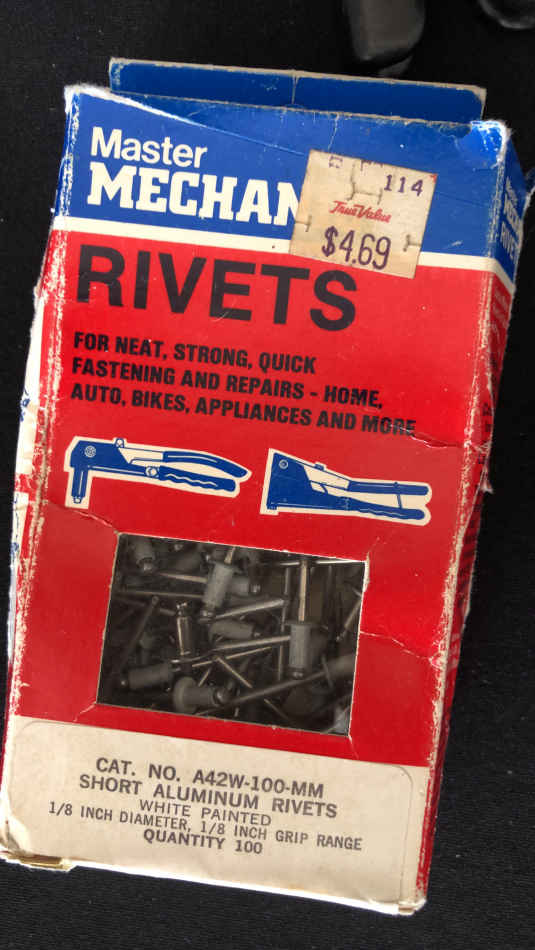 Master
MECHAN
114
True Value
$4.69
RIVETS
FOR NEAT, STRONG, QUICK
FASTENING AND REPAIRS - HOME,
AUTO, BIKES, APPLIANCES AND MORE
CAT. NO. A42W-100-MM
SHORT ALUMINUM RIVETS
WHITE PAINTED
1/8 INCH DIAMETER, 1/8 INCH GRIP RANGE
QUANTITY 100